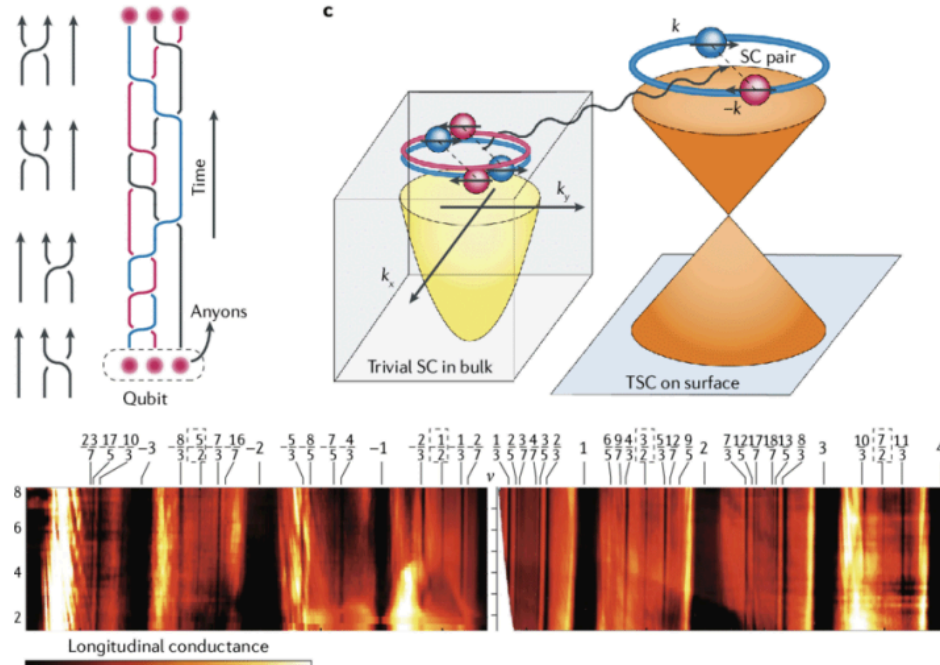 c
k
SC pair
−k
k_y
k_x
Time
Anyons
Trivial SC in bulk
TSC on surface
Qubit
−23/7 −17/5 −10/3 −3 −8/3 −5/2 −7/3 −16/7 −2 −5/3 −8/5 −7/5 −4/3 −1 −2/3 −1/2 −1/3 −2/7 1/3 2/5 3/7 4/7 3/5 2/3 1 6/5 9/7 4/3 3/2 5/3 12/7 9/5 2 7/3 12/5 17/7 18/7 13/5 8/3 3 10/3 7/2 11/3 4
ν
8
6
4
2
Longitudinal conductance